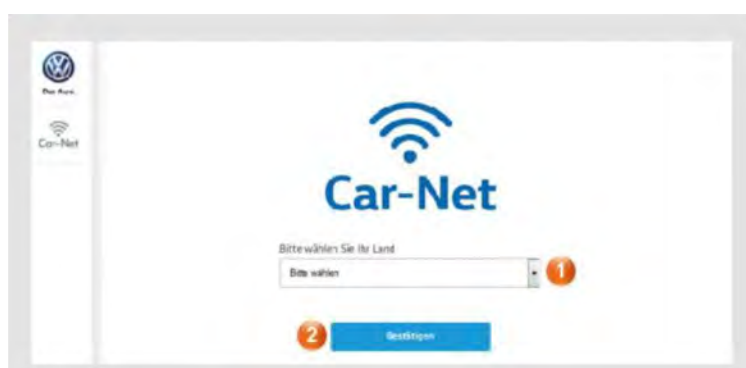 Das Auto.
Car-Net
Car-Net
Bitte wählen Sie Ihr Land
Bitte wählen
1
2
Bestätigen